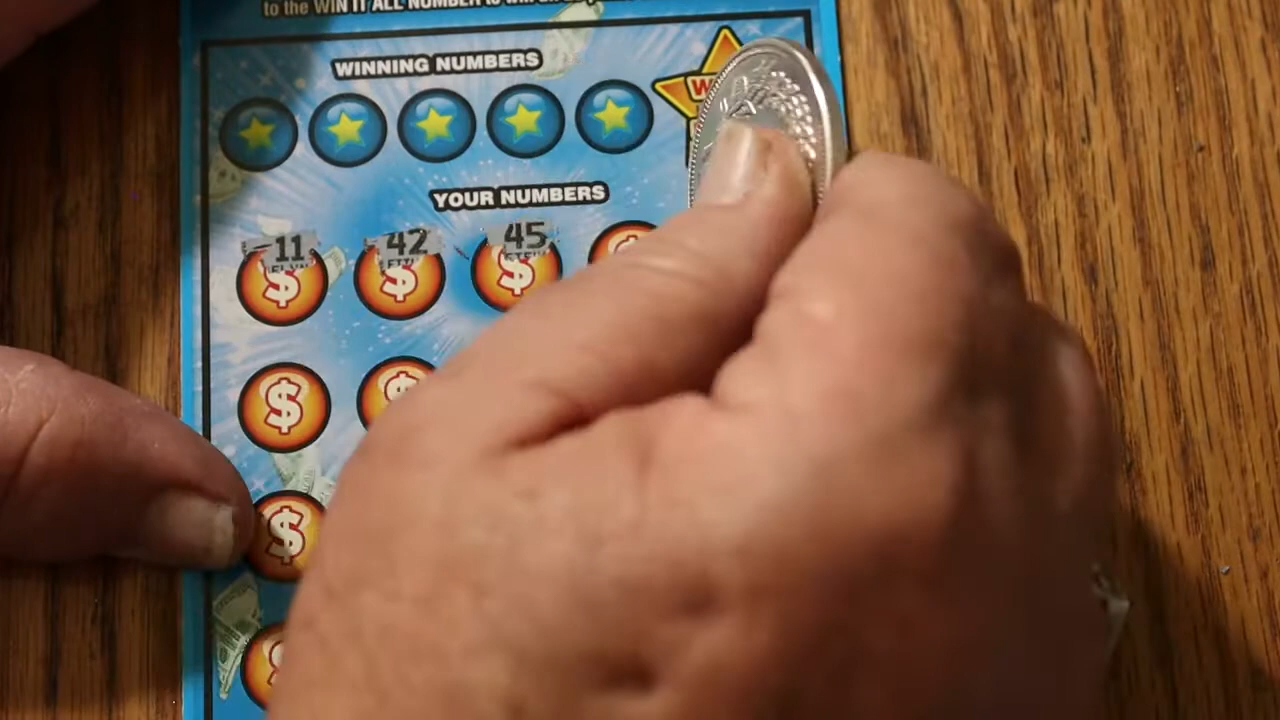 to the WIN IT ALL NUMBER to win
WINNING NUMBERS
YOUR NUMBERS
11 42 45
$ $ $
$ $
$